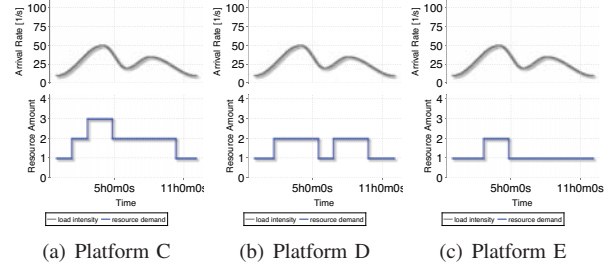 Arrival Rate [1/s]
100
75
50
25
0
Resource Amount
4
3
2
1
0
5h0m0s 11h0m0s
Time
load intensity resource demand
(a) Platform C
Arrival Rate [1/s]
100
75
50
25
0
Resource Amount
4
3
2
1
0
5h0m0s 11h0m0s
Time
load intensity resource demand
(b) Platform D
Arrival Rate [1/s]
100
75
50
25
0
Resource Amount
4
3
2
1
0
5h0m0s 11h0m0s
Time
load intensity resource demand
(c) Platform E